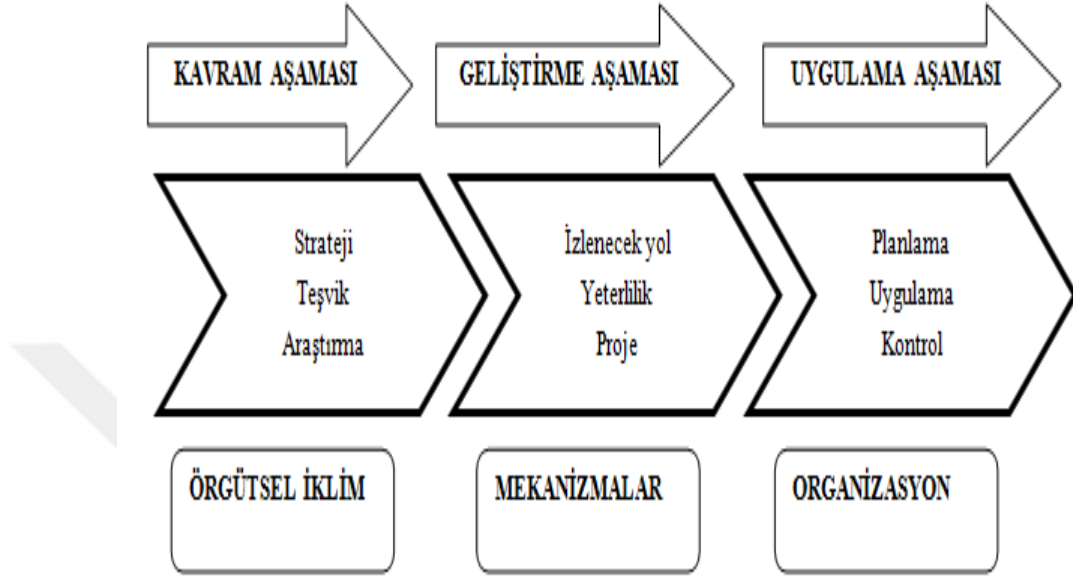 KAVRAM AŞAMASI
GELİŞTİRME AŞAMASI
UYGULAMA AŞAMASI
Strateji
Teşvik
Araştırma
İzlenecek yol
Yeterlilik
Proje
Planlama
Uygulama
Kontrol
ÖRGÜTSEL İKLİM
MEKANİZMALAR
ORGANİZASYON